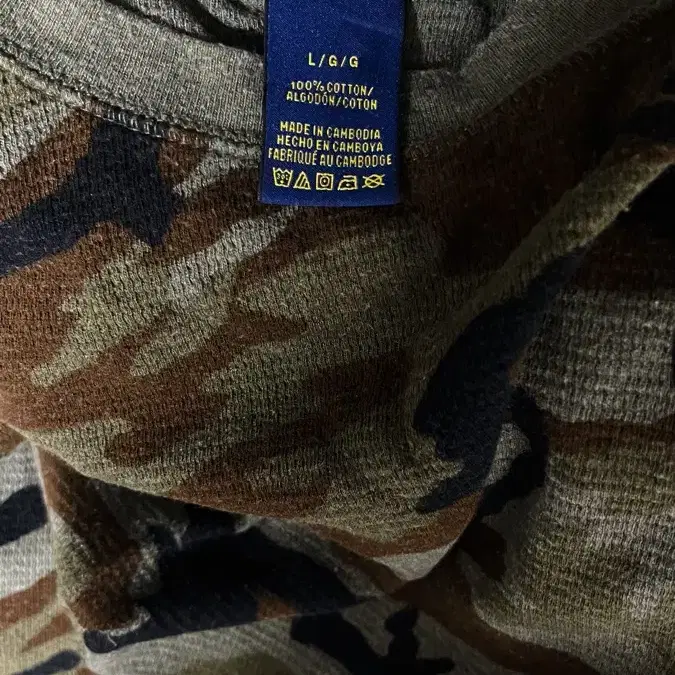 L/G/G
100% COTTON/
ALGODÓN/COTON
MADE IN CAMBODIA
HECHO EN CAMBOYA
FABRIQUÉ AU CAMBODGE